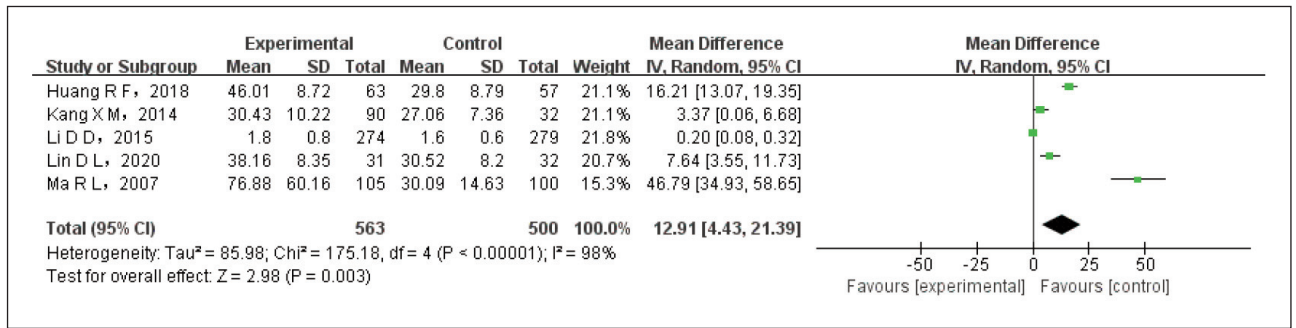 Experimental Control Mean Difference Mean Difference
Study or Subgroup Mean SD Total Mean SD Total Weight IV, Random, 95% CI IV, Random, 95% CI
Huang R F，2018 46.01 8.72 63 29.8 8.79 57 21.1% 16.21 [13.07, 19.35]
Kang X M，2014 30.43 10.22 90 27.06 7.36 32 21.1% 3.37 [0.06, 6.68]
Li D D，2015 1.8 0.8 274 1.6 0.6 279 21.8% 0.20 [0.08, 0.32]
Lin D L，2020 38.16 8.35 31 30.52 8.2 32 20.7% 7.64 [3.55, 11.73]
Ma R L，2007 76.88 60.16 105 30.09 14.63 100 15.3% 46.79 [34.93, 58.65]
Total (95% CI) 563 500 100.0% 12.91 [4.43, 21.39]
Heterogeneity: Tau² = 85.98; Chi² = 175.18, df = 4 (P < 0.00001); I² = 98%
Test for overall effect: Z = 2.98 (P = 0.003)
-50 -25 0 25 50
Favours [experimental] Favours [control]